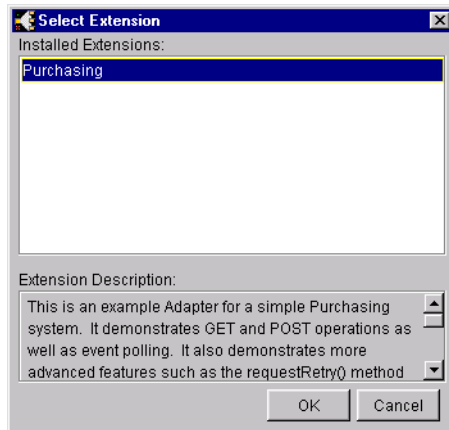 Select Extension
Installed Extensions:
Purchasing
Extension Description:
This is an example Adapter for a simple Purchasing
system. It demonstrates GET and POST operations as
well as event polling. It also demonstrates more
advanced features such as the requestRetry() method
OK Cancel